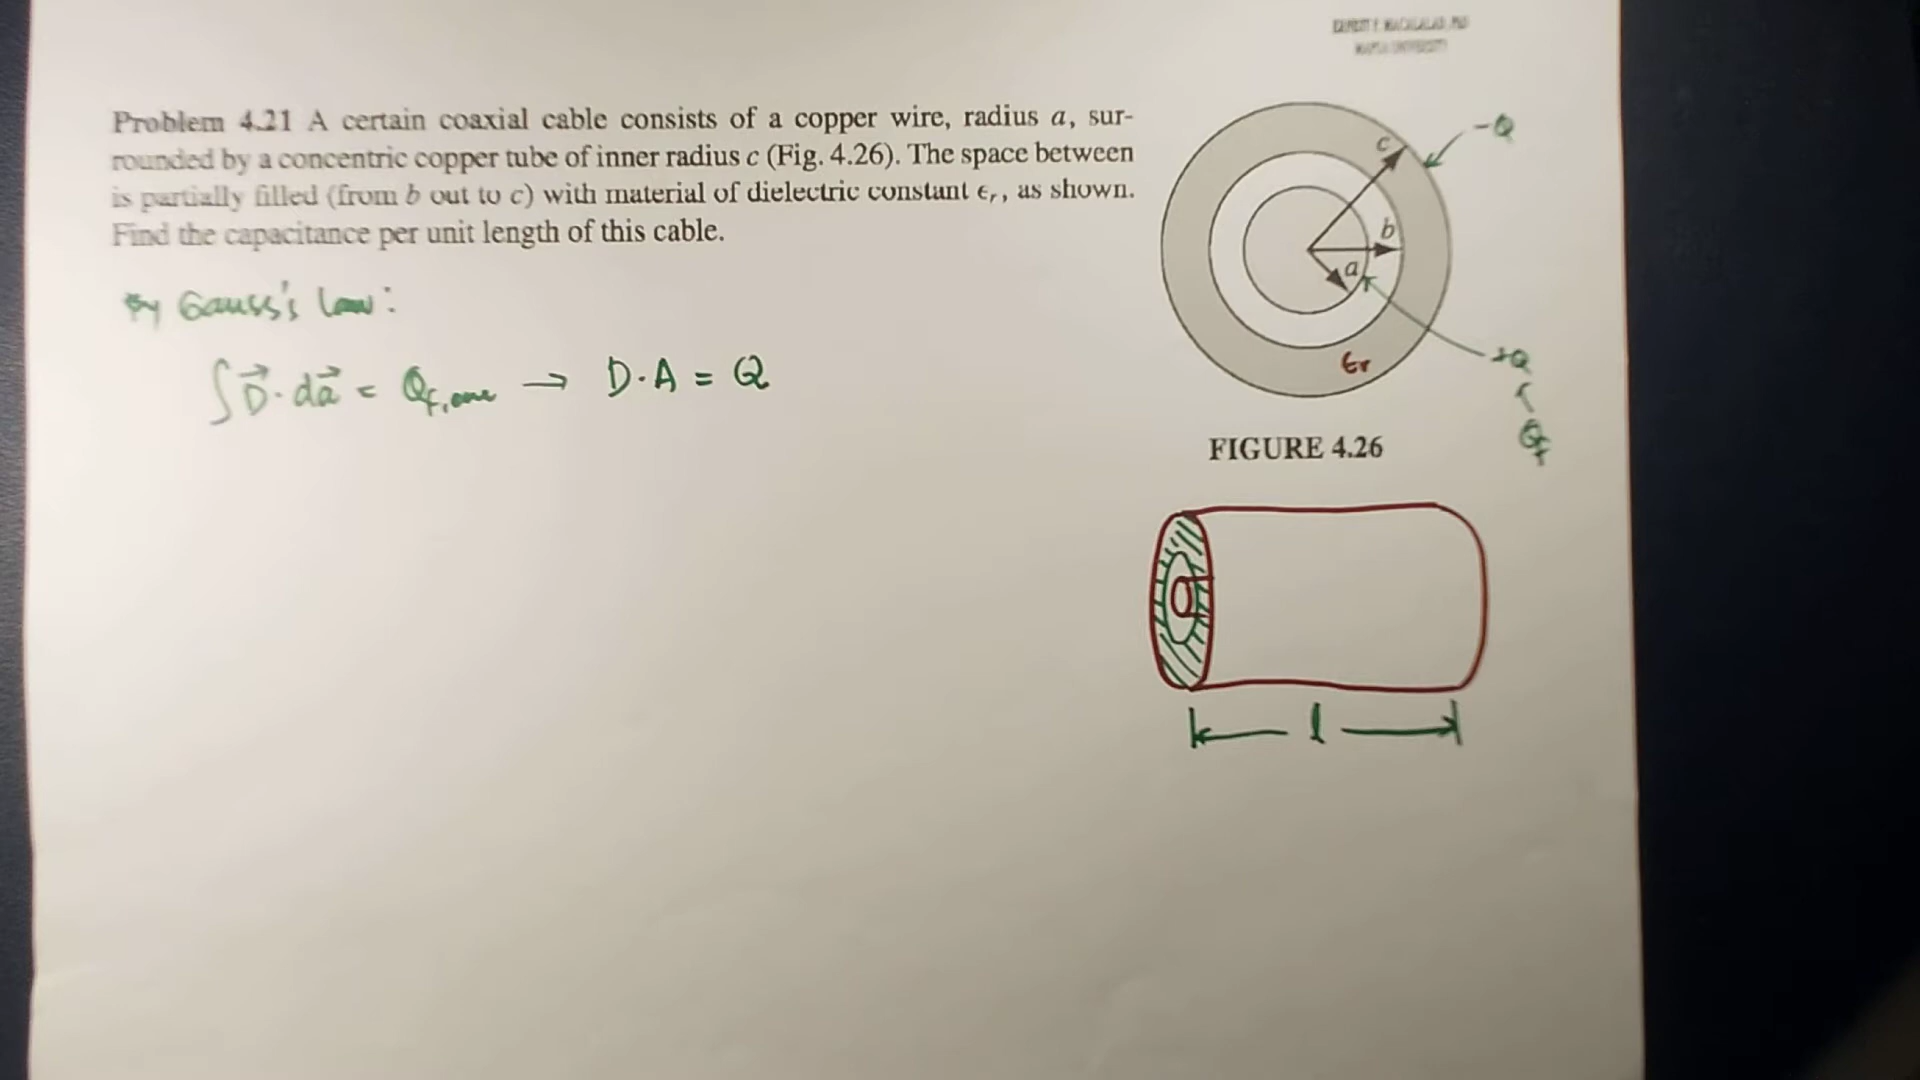 Problem 4.21 A certain coaxial cable consists of a copper wire, radius a, sur-
rounded by a concentric copper tube of inner radius c (Fig. 4.26). The space between
is partially filled (from b out to c) with material of dielectric constant ϵr, as shown.
Find the capacitance per unit length of this cable.
By Gauss's Law:
∫D⃗·da⃗ = Qf,enc → D·A = Q
c
-Q
b
a
ϵr
+Q
Qf
FIGURE 4.26
l